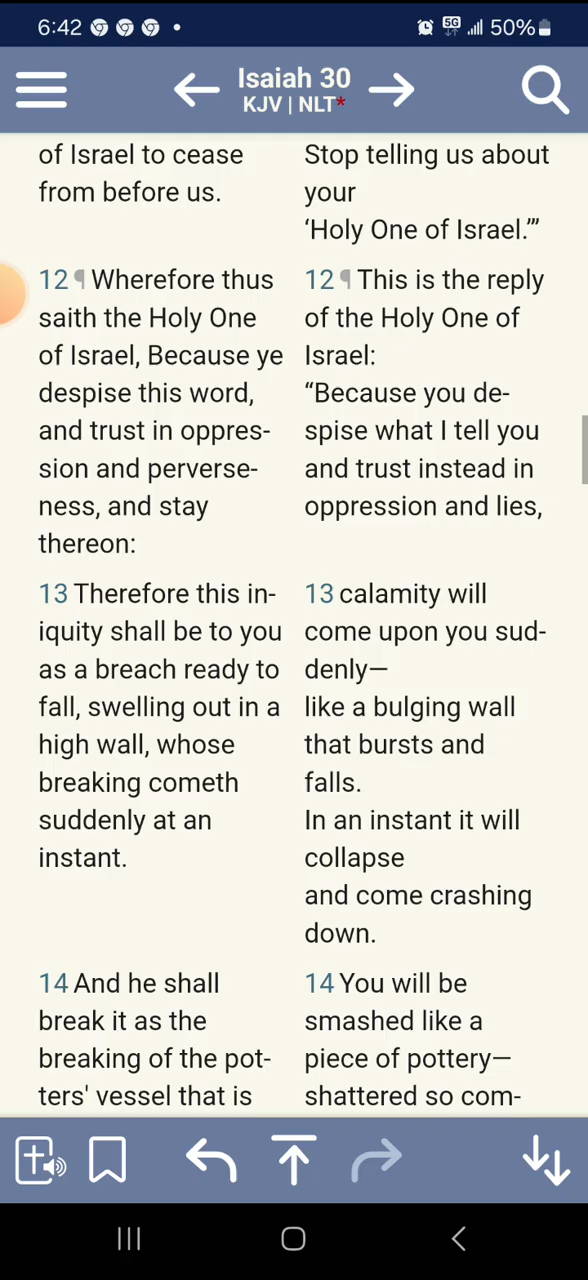 6:42
5G
50%
Isaiah 30
KJV | NLT*
of Israel to cease
from before us.
Stop telling us about
your
‘Holy One of Israel.’”
12 ¶ Wherefore thus
saith the Holy One
of Israel, Because ye
despise this word,
and trust in oppres-
sion and perverse-
ness, and stay
thereon:
12 ¶ This is the reply
of the Holy One of
Israel:
“Because you de-
spise what I tell you
and trust instead in
oppression and lies,
13 Therefore this in-
iquity shall be to you
as a breach ready to
fall, swelling out in a
high wall, whose
breaking cometh
suddenly at an
instant.
13 calamity will
come upon you sud-
denly—
like a bulging wall
that bursts and
falls.
In an instant it will
collapse
and come crashing
down.
14 And he shall
break it as the
breaking of the pot-
ters' vessel that is
14 You will be
smashed like a
piece of pottery—
shattered so com-